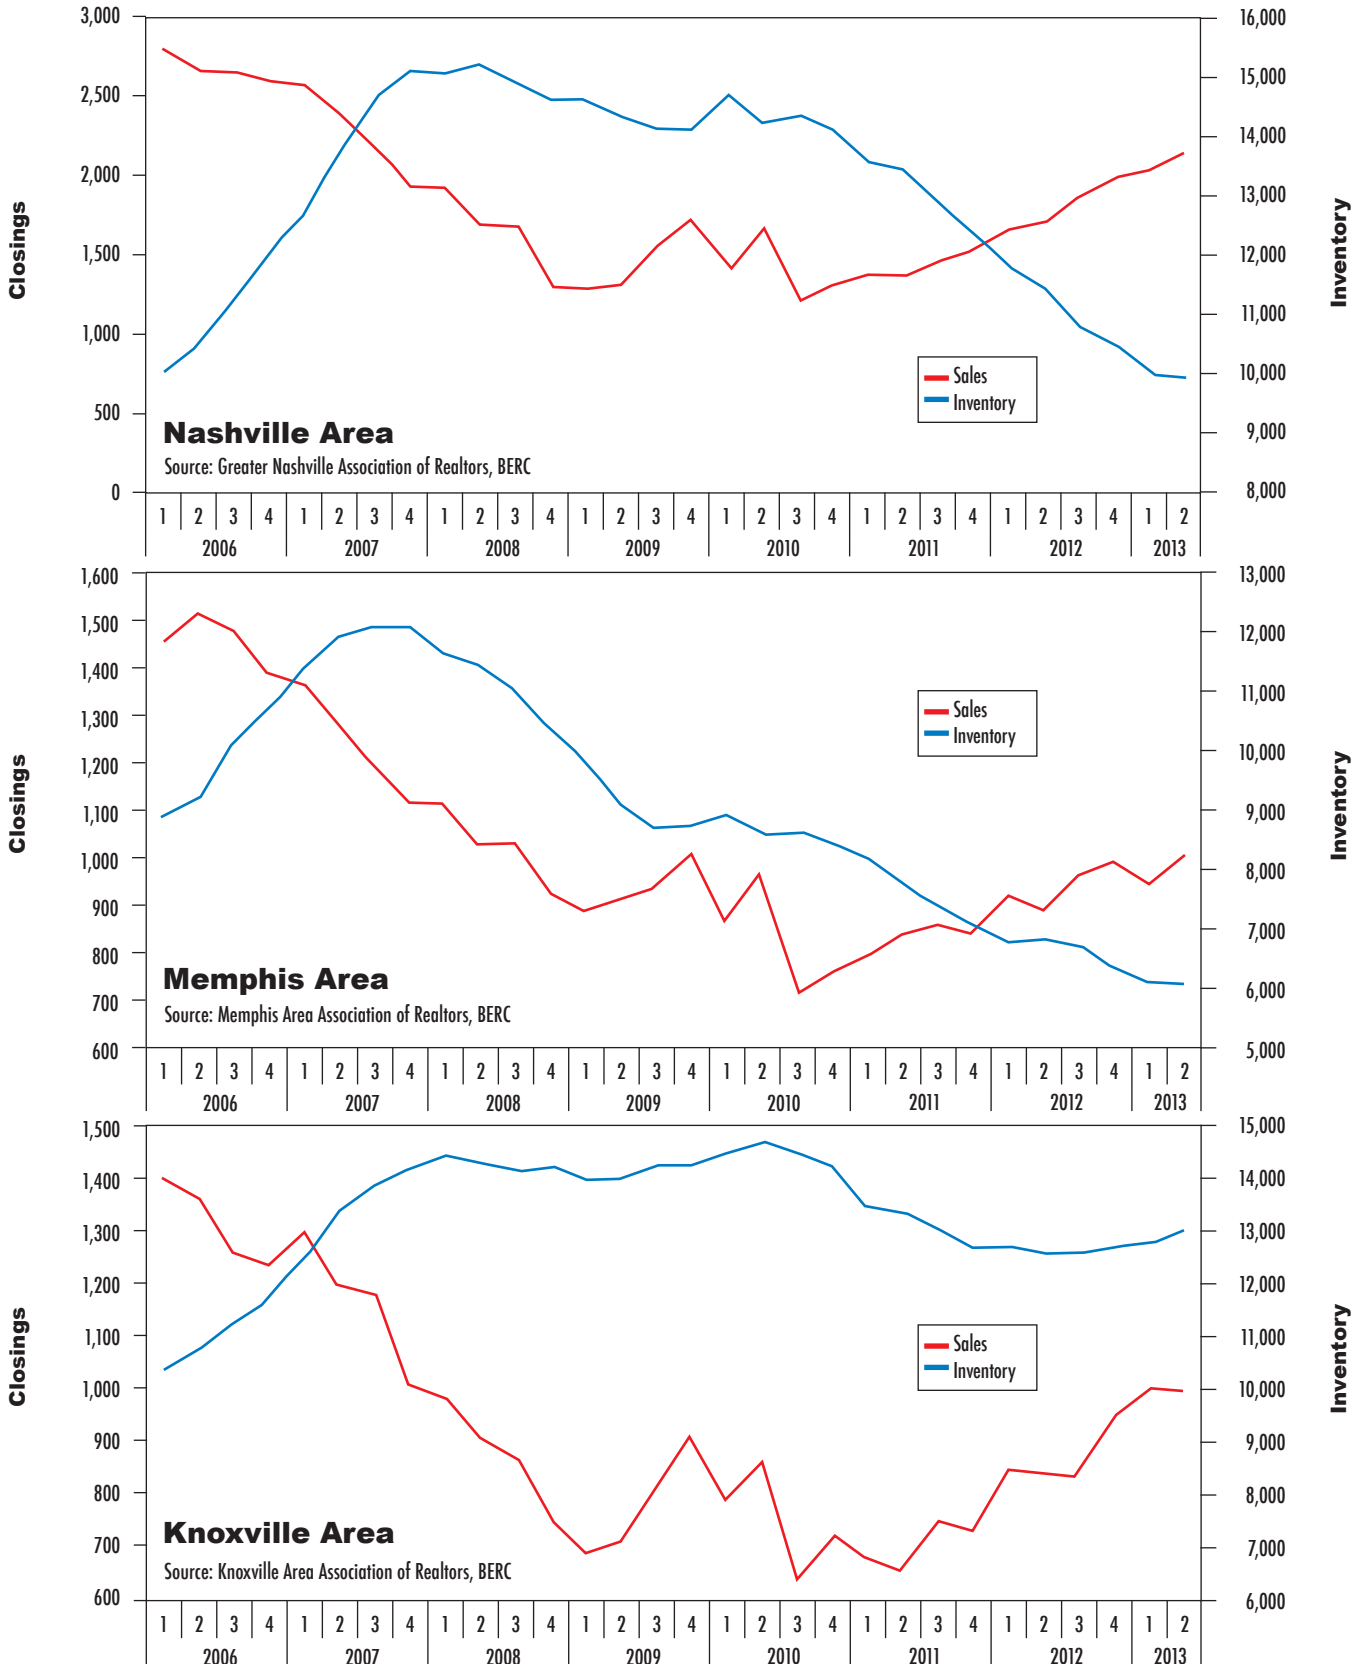 3,000
2,500
2,000
1,500
1,000
500
0
Closings
16,000
15,000
14,000
13,000
12,000
11,000
10,000
9,000
8,000
Inventory
Sales
Inventory
Nashville Area
Source: Greater Nashville Association of Realtors, BERC
1 2 3 4 1 2 3 4 1 2 3 4 1 2 3 4 1 2 3 4 1 2 3 4 1 2 3 4 1 2
2006 2007 2008 2009 2010 2011 2012 2013
1,600
1,500
1,400
1,300
1,200
1,100
1,000
900
800
700
600
Closings
13,000
12,000
11,000
10,000
9,000
8,000
7,000
6,000
5,000
Inventory
Sales
Inventory
Memphis Area
Source: Memphis Area Association of Realtors, BERC
1 2 3 4 1 2 3 4 1 2 3 4 1 2 3 4 1 2 3 4 1 2 3 4 1 2 3 4 1 2
2006 2007 2008 2009 2010 2011 2012 2013
1,500
1,400
1,300
1,200
1,100
1,000
900
800
700
600
Closings
15,000
14,000
13,000
12,000
11,000
10,000
9,000
8,000
7,000
6,000
Inventory
Sales
Inventory
Knoxville Area
Source: Knoxville Area Association of Realtors, BERC
1 2 3 4 1 2 3 4 1 2 3 4 1 2 3 4 1 2 3 4 1 2 3 4 1 2 3 4 1 2
2006 2007 2008 2009 2010 2011 2012 2013